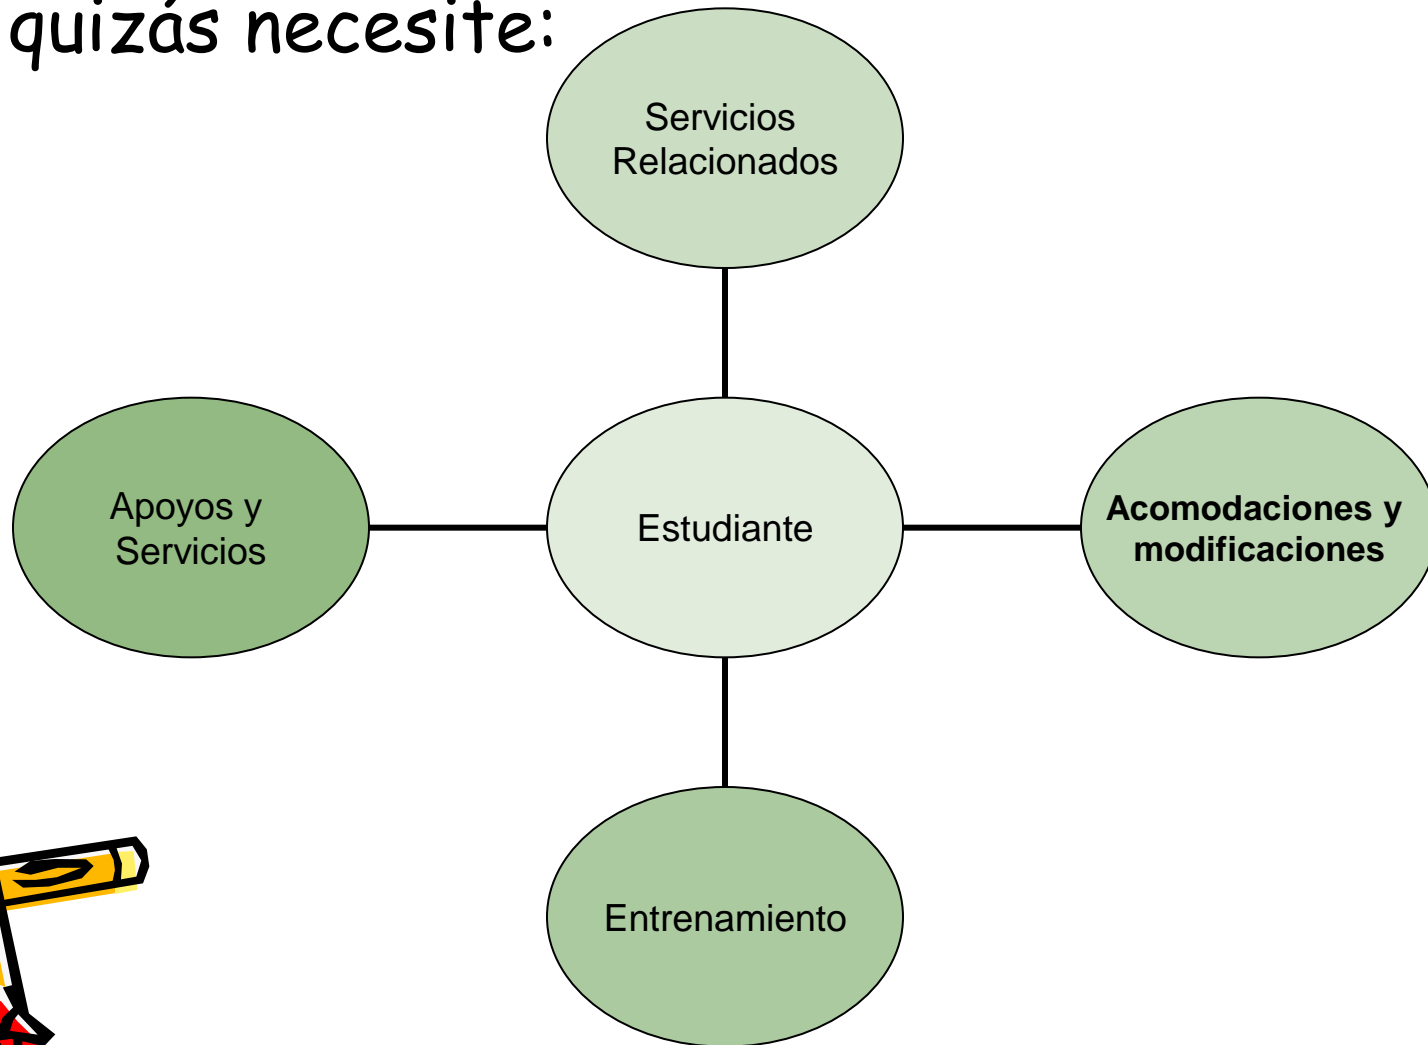 quizás necesite:
Servicios
Relacionados
Apoyos y
Servicios
Estudiante
Acomodaciones y
modificaciones
Entrenamiento